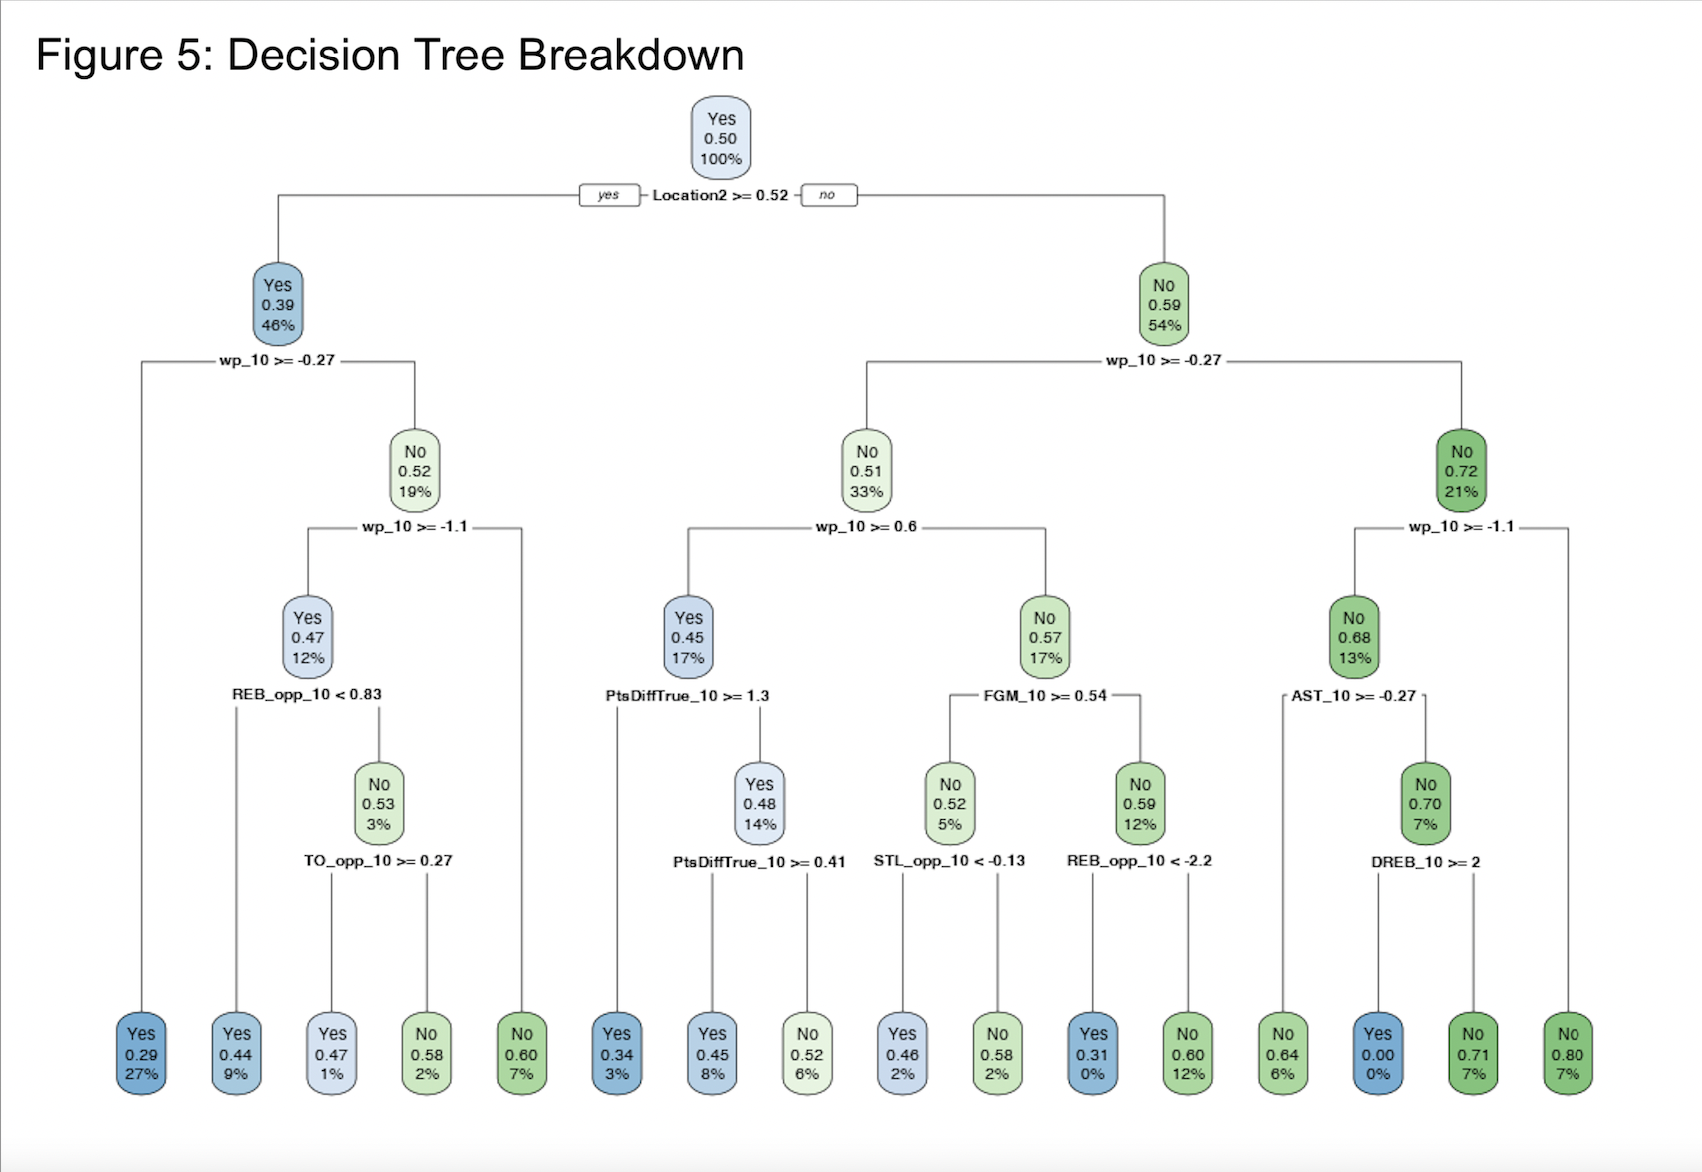 Figure 5: Decision Tree Breakdown
Yes
0.50
100%
yes
Location2 >= 0.52
no
Yes
0.39
46%
No
0.59
54%
wp_10 >= -0.27
wp_10 >= -0.27
No
0.52
19%
No
0.51
33%
No
0.72
21%
wp_10 >= -1.1
wp_10 >= 0.6
wp_10 >= -1.1
Yes
0.47
12%
Yes
0.45
17%
No
0.57
17%
No
0.68
13%
REB_opp_10 < 0.83
PtsDiffTrue_10 >= 1.3
FGM_10 >= 0.54
AST_10 >= -0.27
No
0.53
3%
Yes
0.48
14%
No
0.52
5%
No
0.59
12%
No
0.70
7%
TO_opp_10 >= 0.27
PtsDiffTrue_10 >= 0.41
STL_opp_10 < -0.13
REB_opp_10 < -2.2
DREB_10 >= 2
Yes
0.29
27%
Yes
0.44
9%
Yes
0.47
1%
No
0.58
2%
No
0.60
7%
Yes
0.34
3%
Yes
0.45
8%
No
0.52
6%
Yes
0.46
2%
No
0.58
2%
Yes
0.31
0%
No
0.60
12%
No
0.64
6%
Yes
0.00
0%
No
0.71
7%
No
0.80
7%